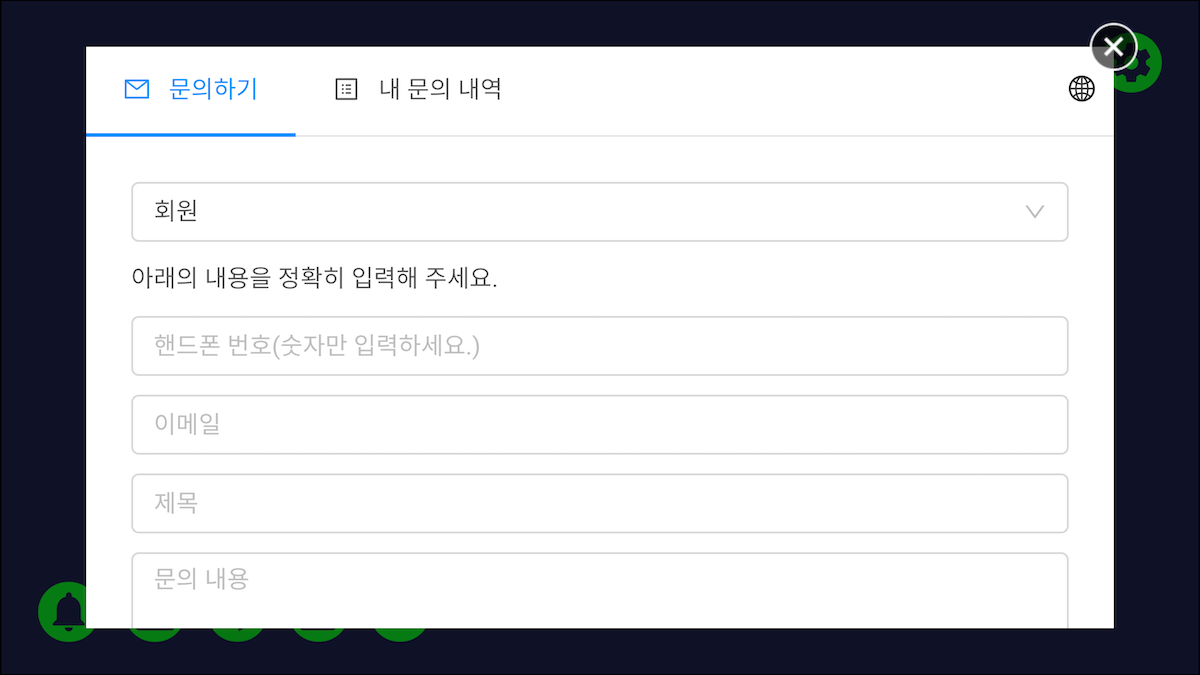 문의하기
내 문의 내역
회원
아래의 내용을 정확히 입력해 주세요.
핸드폰 번호(숫자만 입력하세요.)
이메일
제목
문의 내용